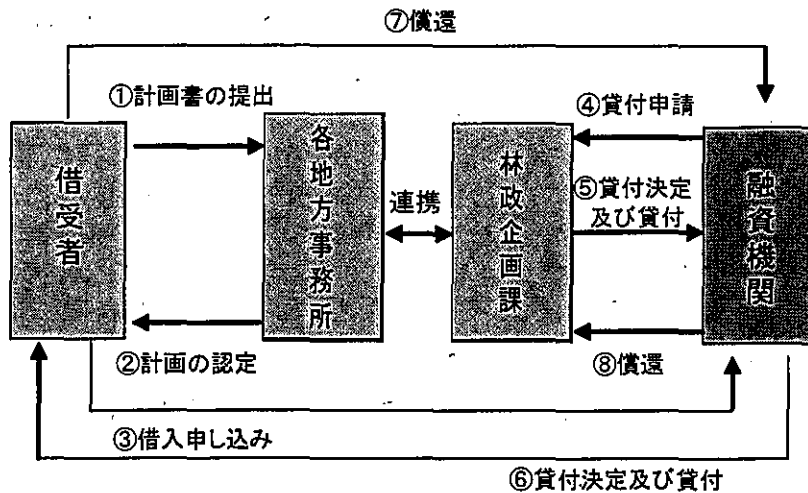 ⑦償還
①計画書の提出
④貸付申請
借受者
各地方事務所
連携
林政企画課
⑤貸付決定
及び貸付
融資機関
②計画の認定
⑧償還
③借入申し込み
⑥貸付決定及び貸付